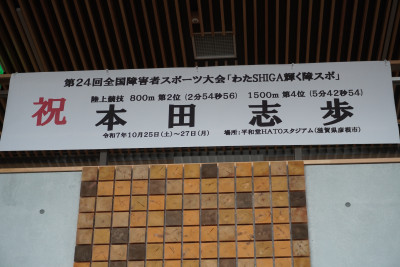 第24回全国障害者スポーツ大会「わたSHIGA輝く障スポ」
陸上競技 800m 第2位 (2分54秒56) 1500m 第4位 (5分42秒54)
祝 本田 志歩
令和7年10月25日(土)～27日(月) 場所:平和堂HATOスタジアム(滋賀県彦根市)